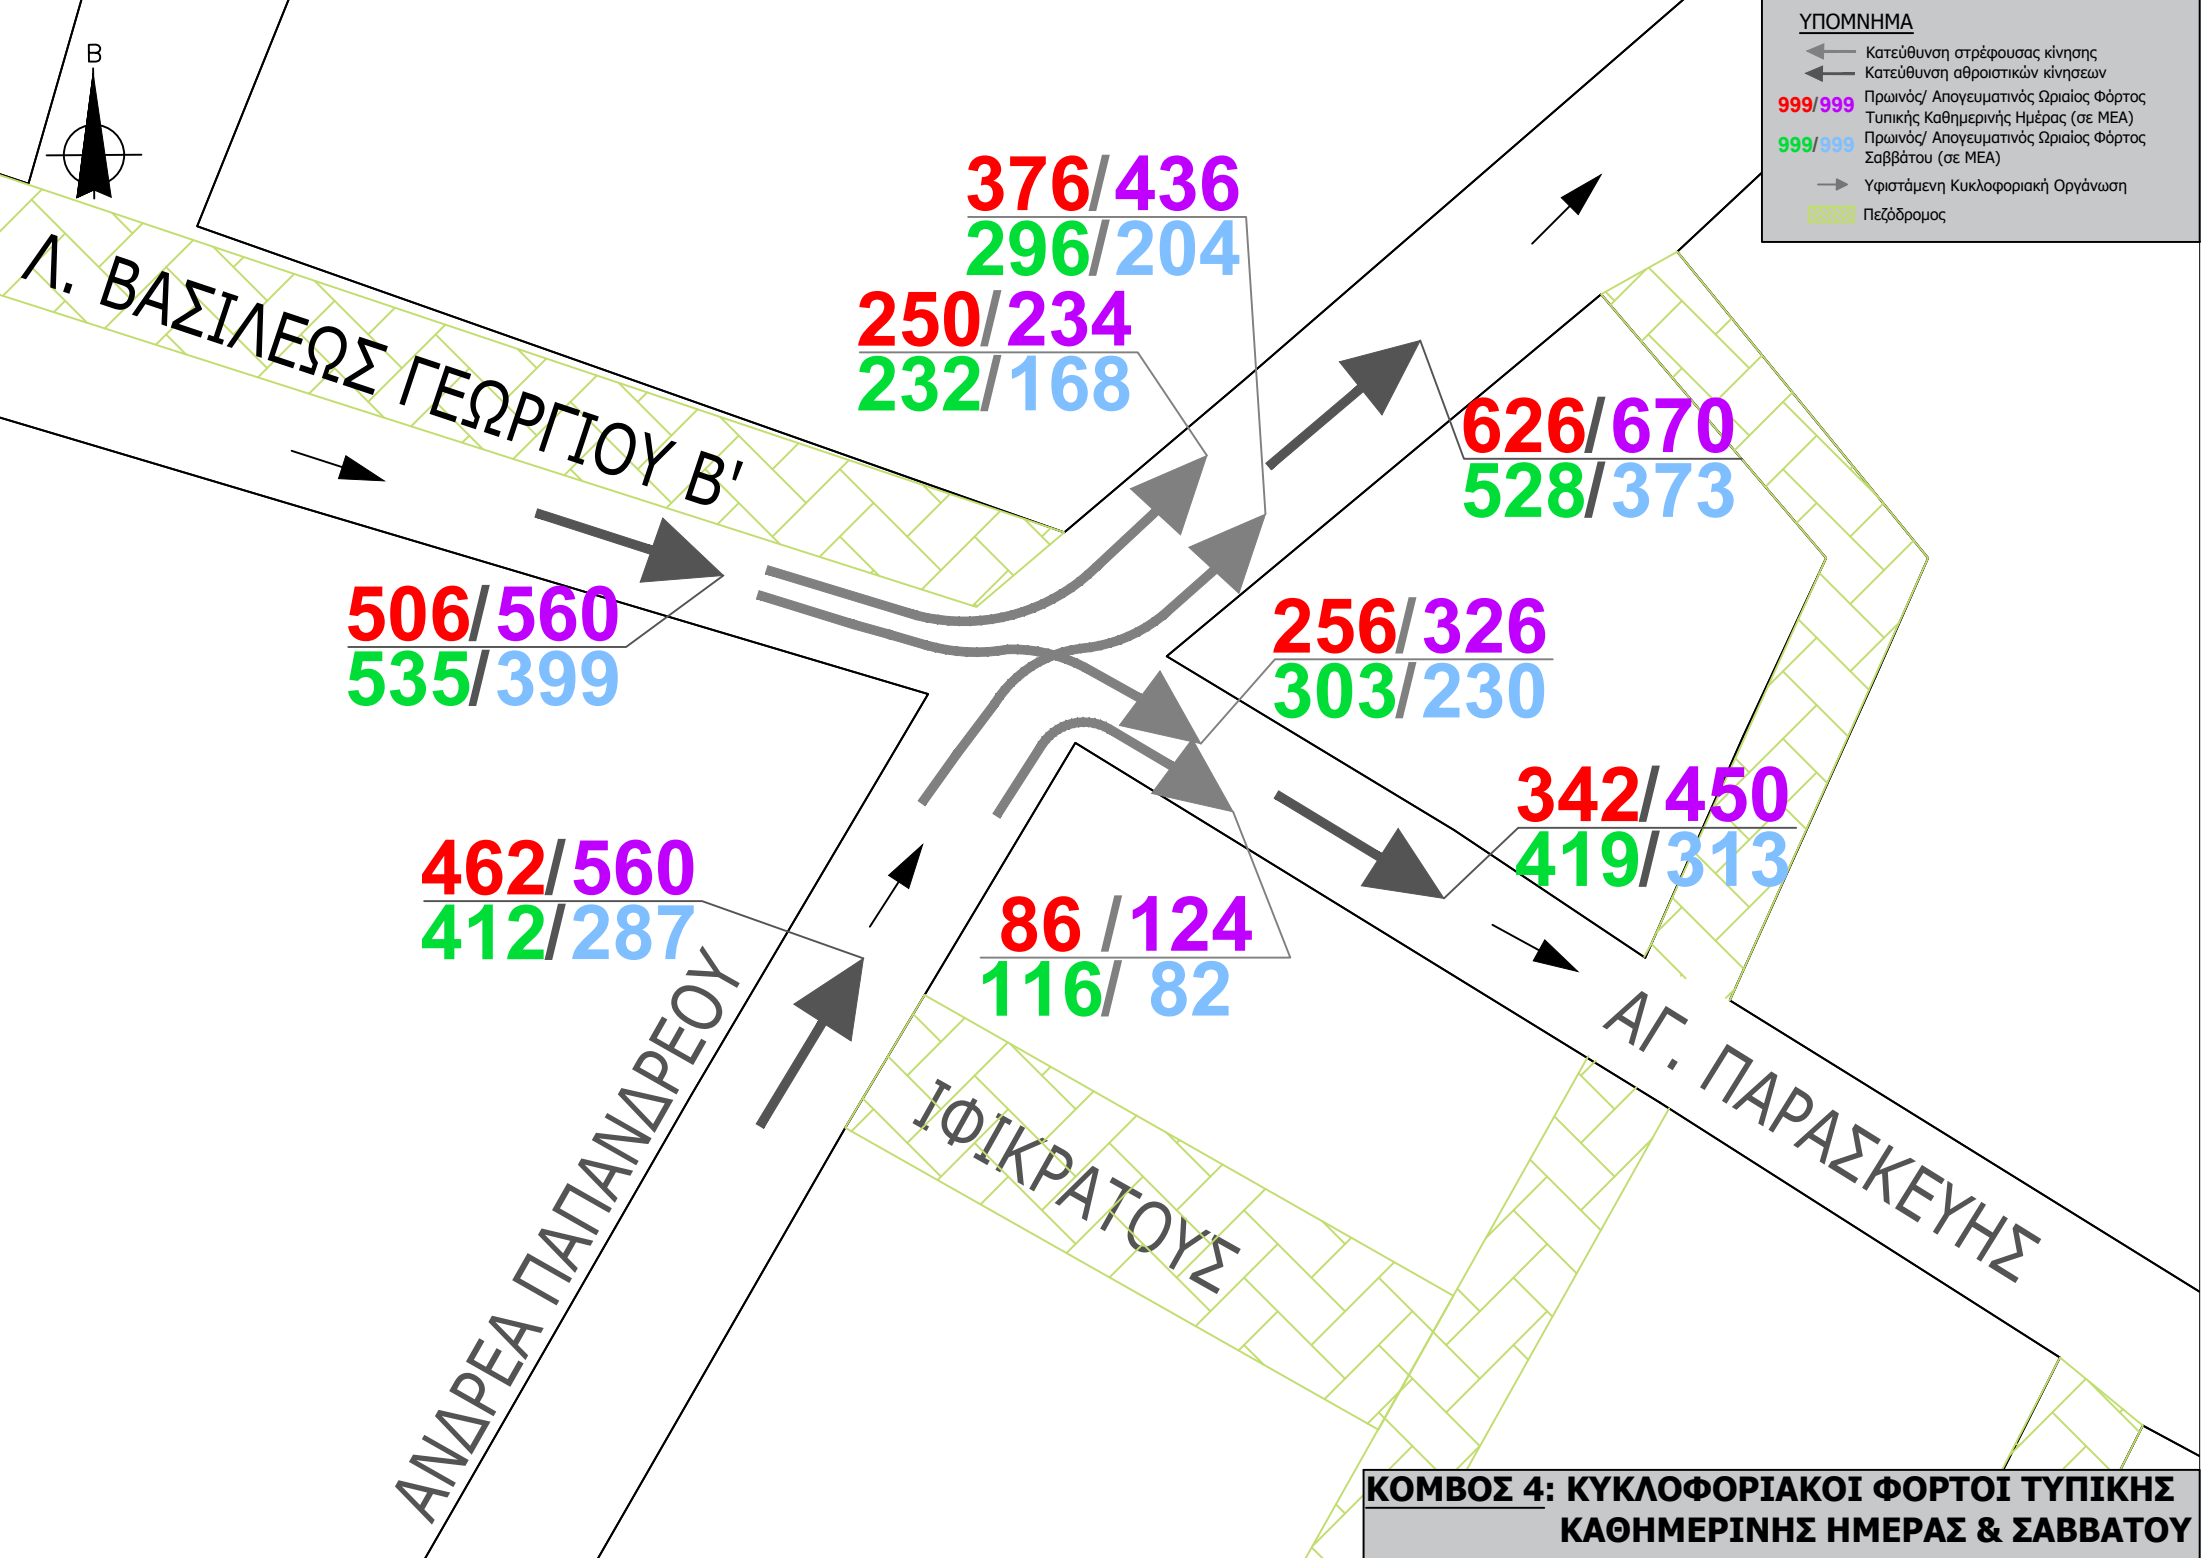 ΥΠΟΜΝΗΜΑ
Κατεύθυνση στρέφουσας κίνησης
Κατεύθυνση αθροιστικών κίνησεων
999/999 Πρωινός/ Απογευματινός Ωριαίος Φόρτος
Τυπικής Καθημερινής Ημέρας (σε ΜΕΑ)
999/999 Πρωινός/ Απογευματινός Ωριαίος Φόρτος
Σαββάτου (σε ΜΕΑ)
Υφιστάμενη Κυκλοφοριακή Οργάνωση
Πεζόδρομος
Β
376/436
296/204
250/234
232/168
Λ. ΒΑΣΙΛΕΩΣ ΓΕΩΡΓΙΟΥ Β'
626/670
528/373
506/560
535/399
256/326
303/230
342/450
419/313
462/560
412/287
86 /124
116/ 82
ΑΝΔΡΕΑ ΠΑΠΑΝΔΡΕΟΥ
ΙΦΙΚΡΑΤΟΥΣ
ΑΓ. ΠΑΡΑΣΚΕΥΗΣ
ΚΟΜΒΟΣ 4: ΚΥΚΛΟΦΟΡΙΑΚΟΙ ΦΟΡΤΟΙ ΤΥΠΙΚΗΣ
ΚΑΘΗΜΕΡΙΝΗΣ ΗΜΕΡΑΣ & ΣΑΒΒΑΤΟΥ